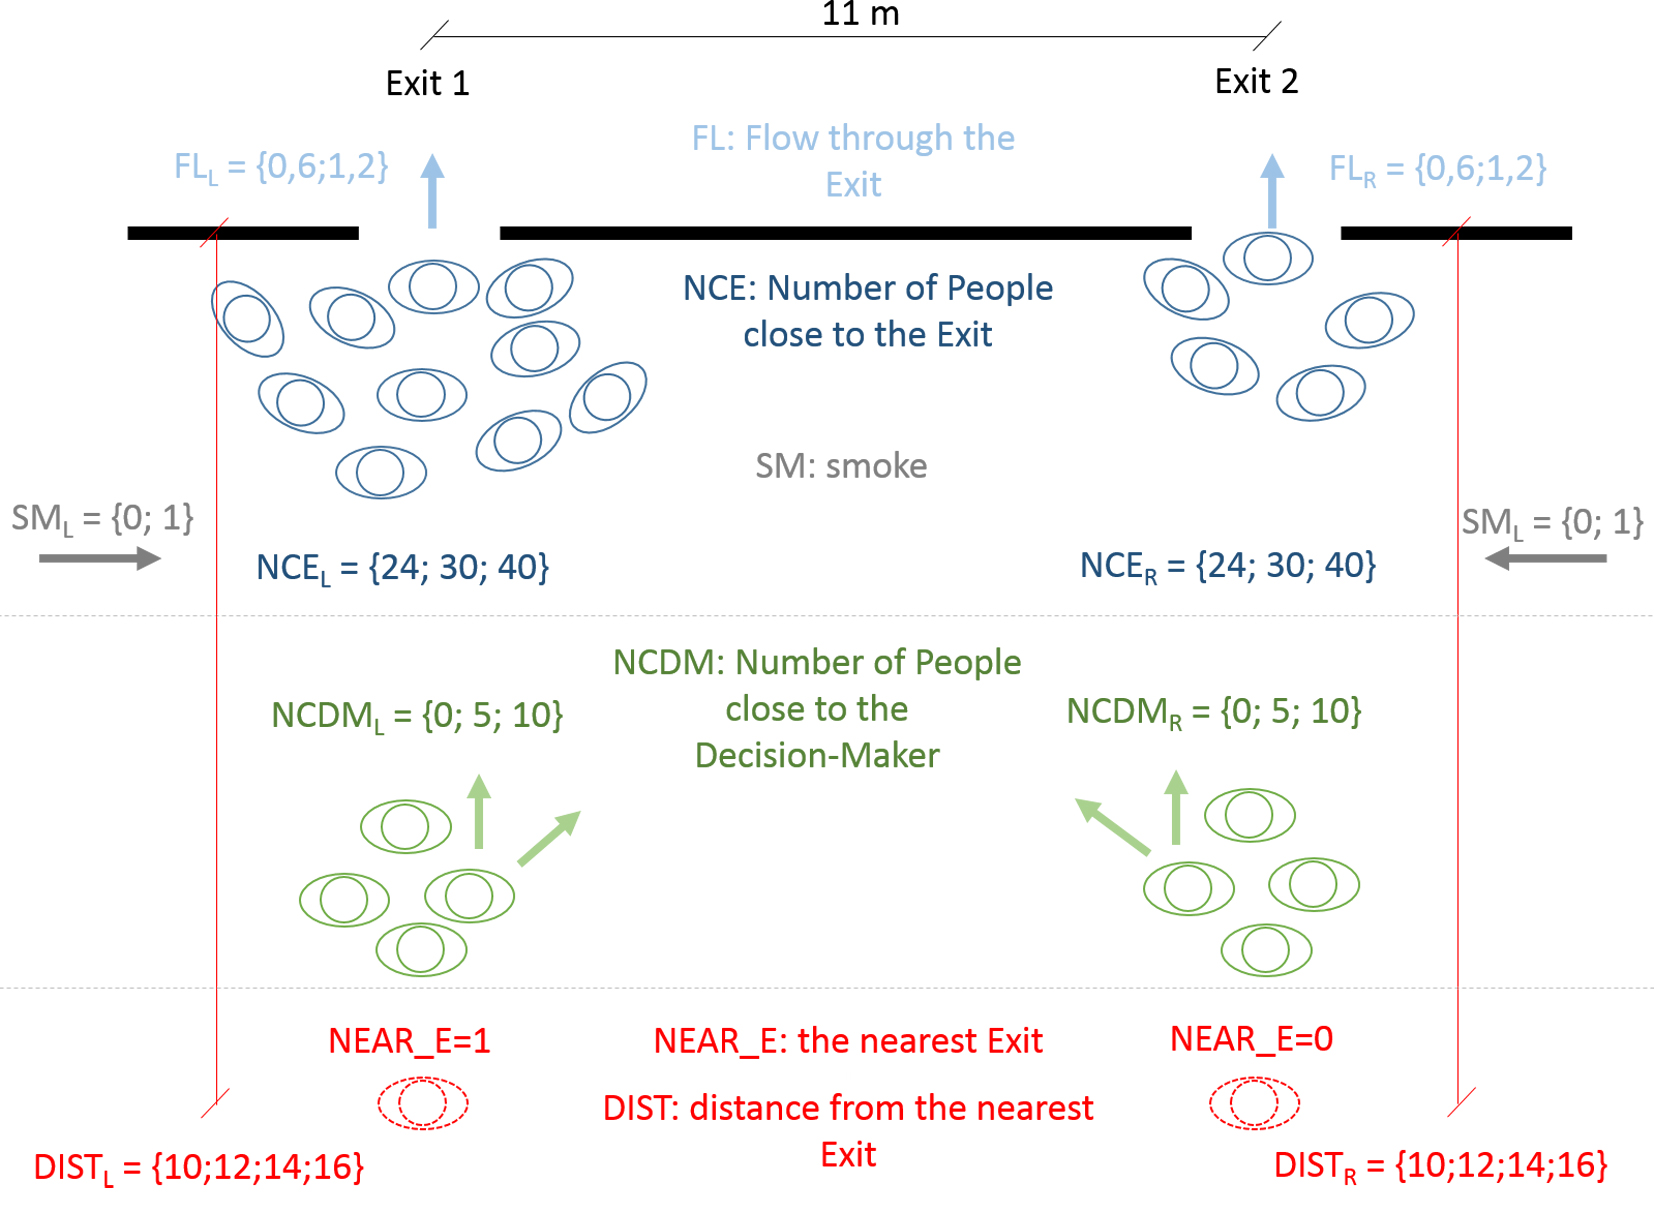 11 m
Exit 1
Exit 2
FL: Flow through the
Exit
FL_L = {0,6;1,2}
FL_R = {0,6;1,2}
NCE: Number of People
close to the Exit
SM: smoke
SM_L = {0; 1}
SM_L = {0; 1}
NCE_L = {24; 30; 40}
NCE_R = {24; 30; 40}
NCDM: Number of People
close to the
Decision-Maker
NCDM_L = {0; 5; 10}
NCDM_R = {0; 5; 10}
NEAR_E=1
NEAR_E: the nearest Exit
NEAR_E=0
DIST: distance from the nearest
Exit
DIST_L = {10;12;14;16}
DIST_R = {10;12;14;16}